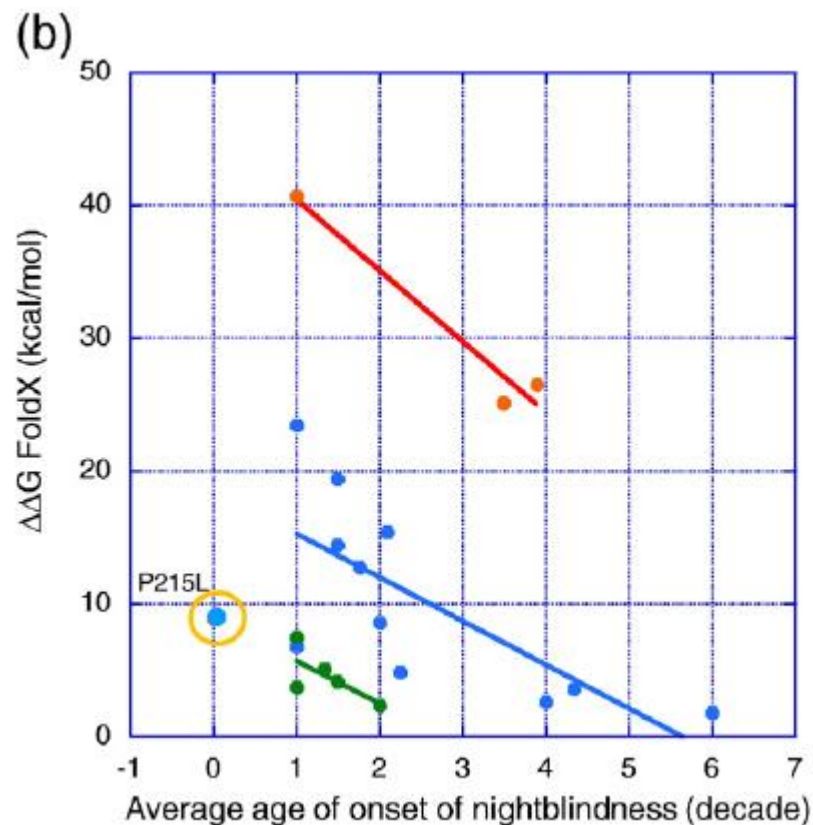 (b)
50
40
30
20
10
0
ΔΔG FoldX (kcal/mol)
P215L
-1 0 1 2 3 4 5 6 7
Average age of onset of nightblindness (decade)